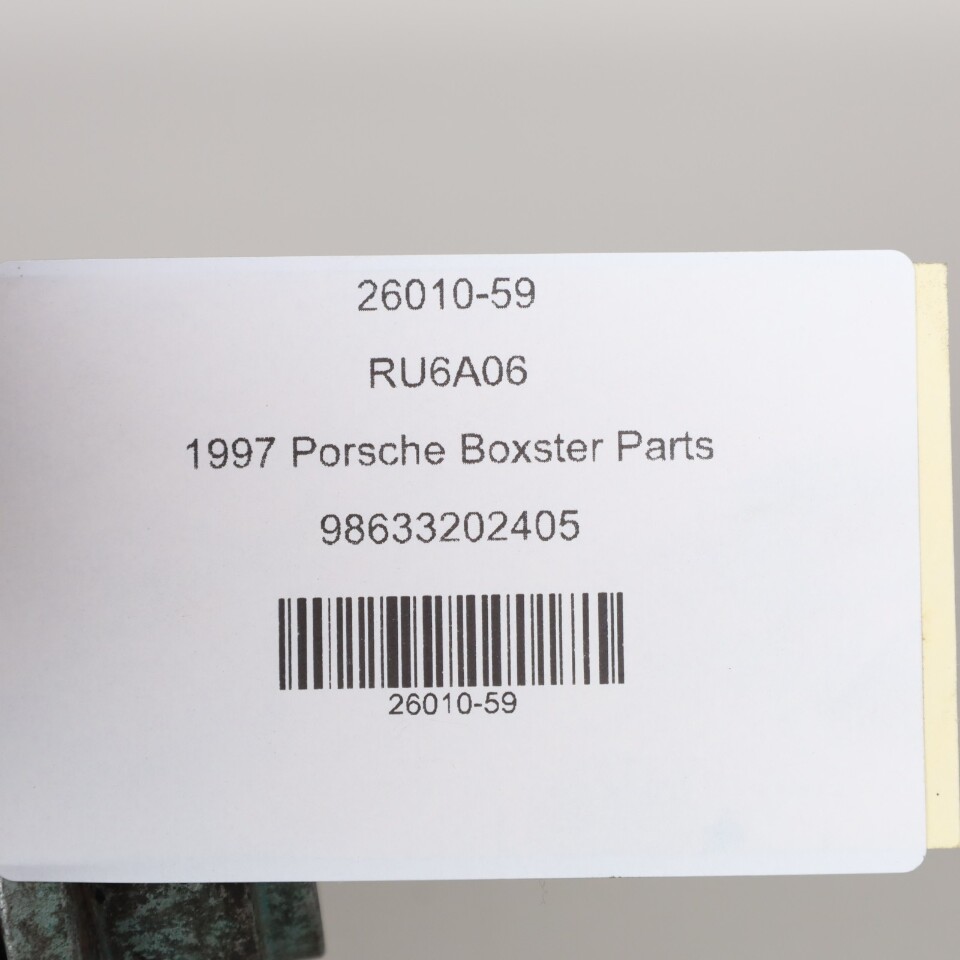 26010-59
RU6A06
1997 Porsche Boxster Parts
98633202405
26010-59